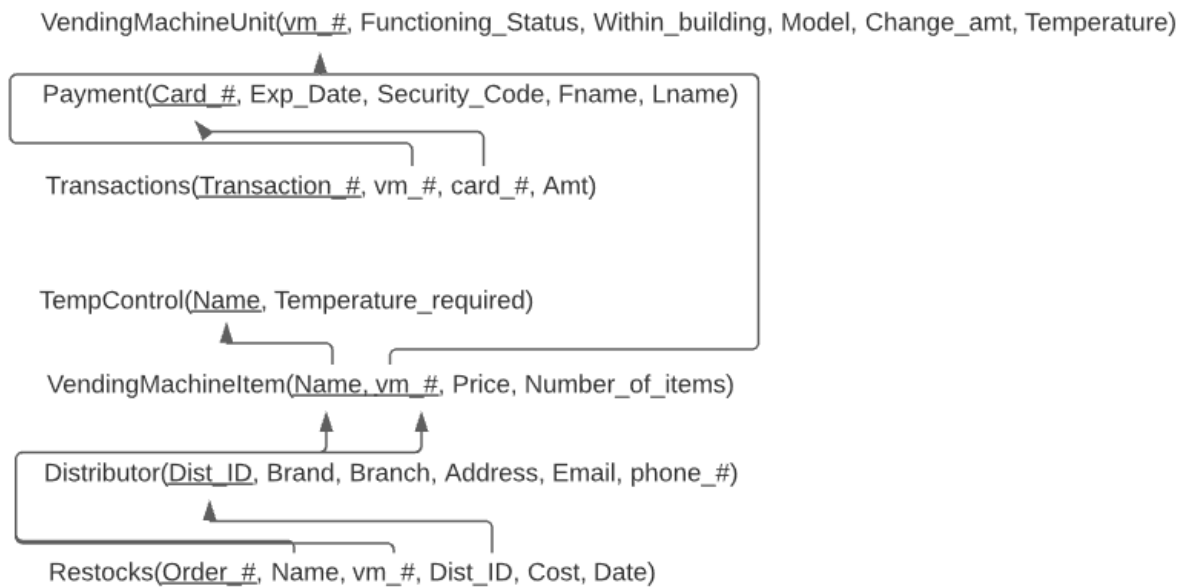 VendingMachineUnit(vm_#, Functioning_Status, Within_building, Model, Change_amt, Temperature)
Payment(Card_#, Exp_Date, Security_Code, Fname, Lname)
Transactions(Transaction_#, vm_#, card_#, Amt)
TempControl(Name, Temperature_required)
VendingMachineItem(Name, vm_#, Price, Number_of_items)
Distributor(Dist_ID, Brand, Branch, Address, Email, phone_#)
Restocks(Order_#, Name, vm_#, Dist_ID, Cost, Date)